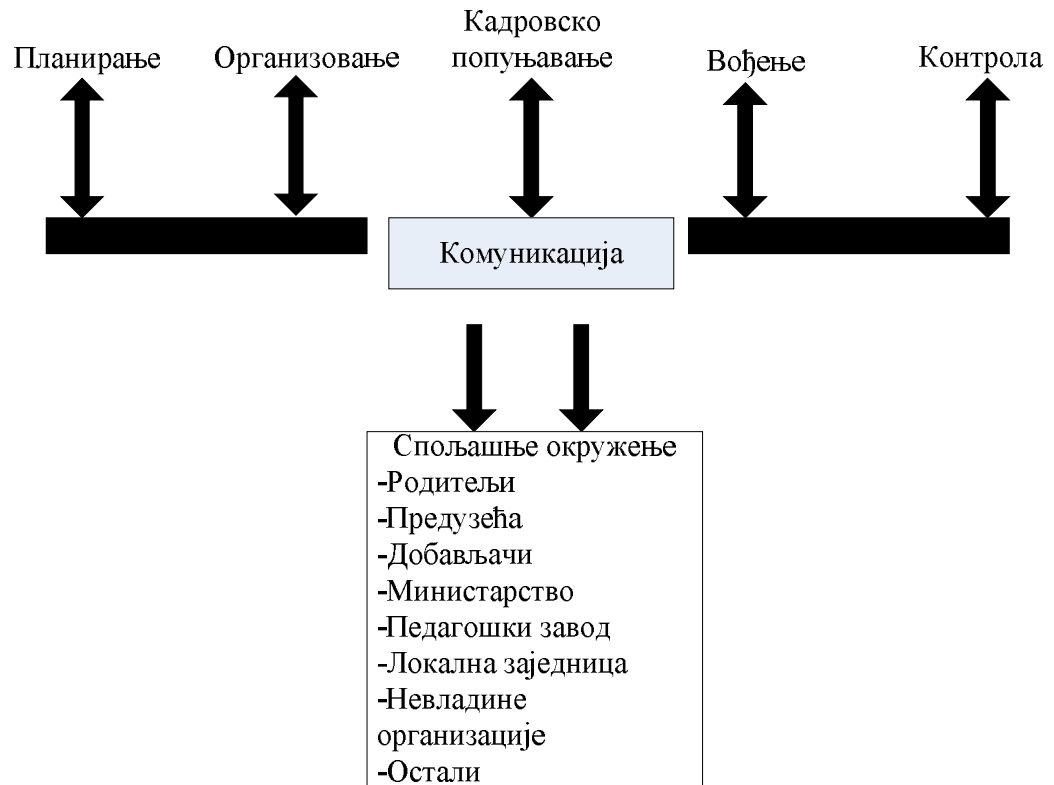 Планирање
Организовање
Кадровско
попуњавање
Вођење
Контрола
Комуникација
Спољашње окружење
-Родитељи
-Предузећа
-Добављачи
-Министарство
-Педагошки завод
-Локална заједница
-Невладине
организације
-Остали